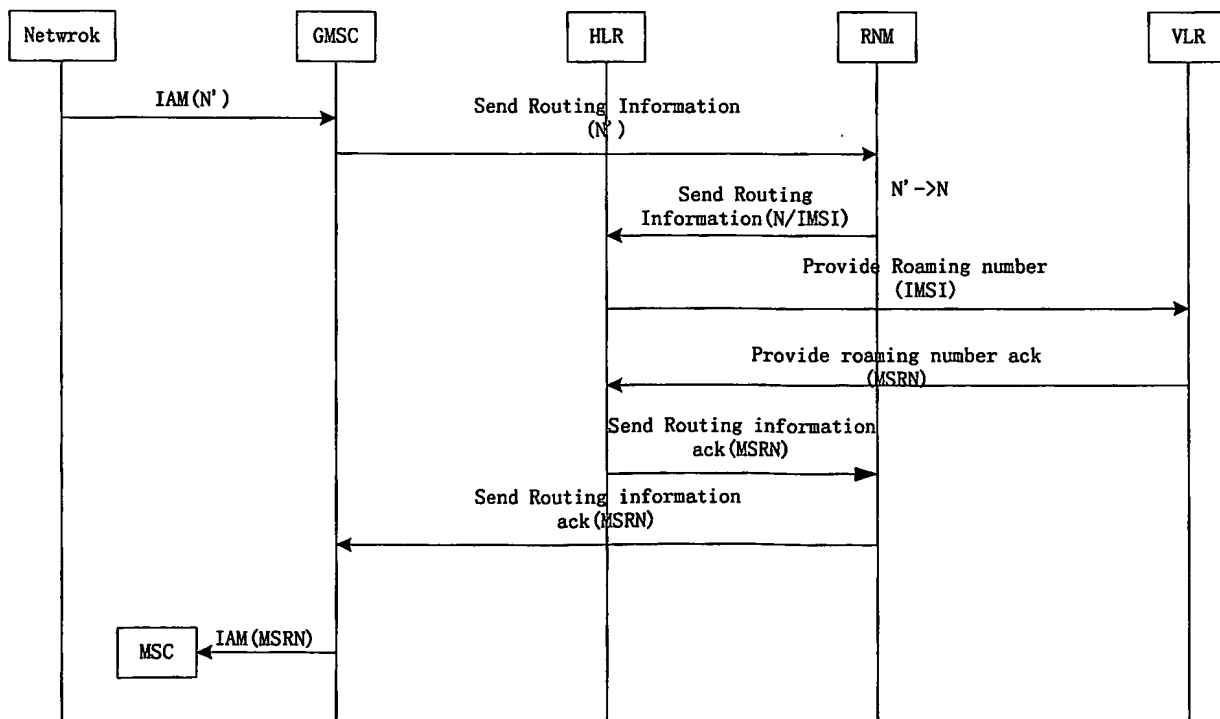 Netwrok
GMSC
HLR
RNM
VLR
IAM(N')
Send Routing Information
(N')
N'->N
Send Routing
Information(N/IMSI)
Provide Roaming number
(IMSI)
Provide roaming number ack
(MSRN)
Send Routing information
ack(MSRN)
Send Routing information
ack(MSRN)
IAM(MSRN)
MSC